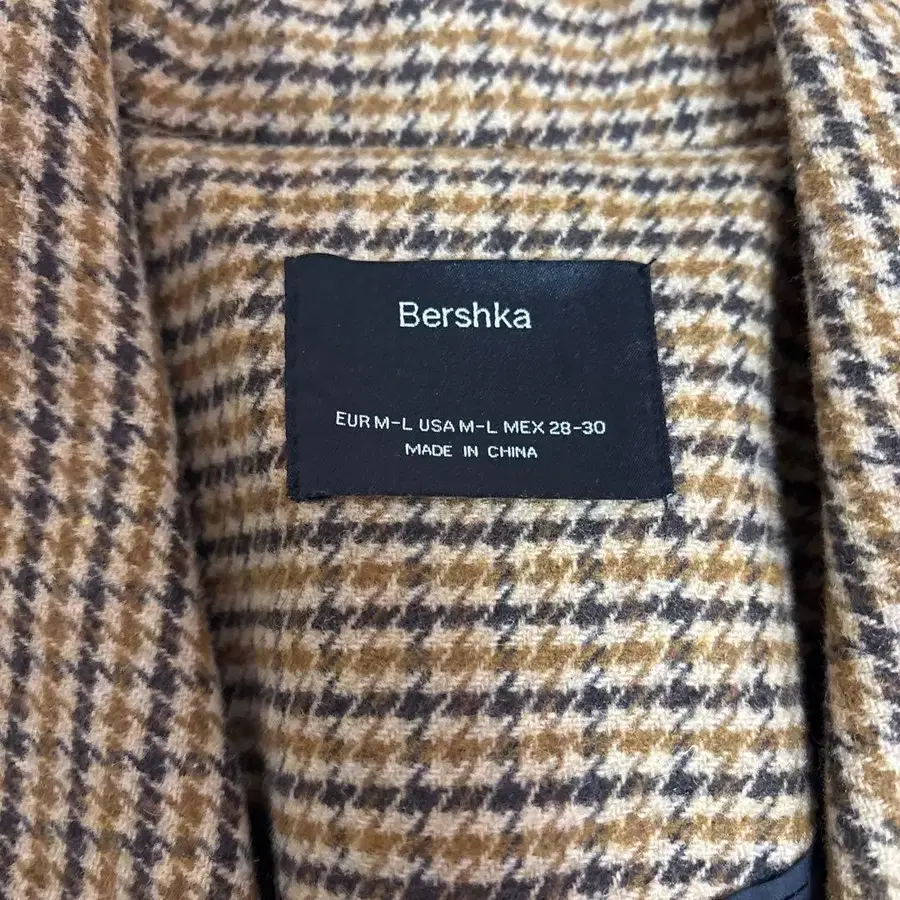 Bershka
EUR M-L USA M-L MEX 28-30
MADE IN CHINA